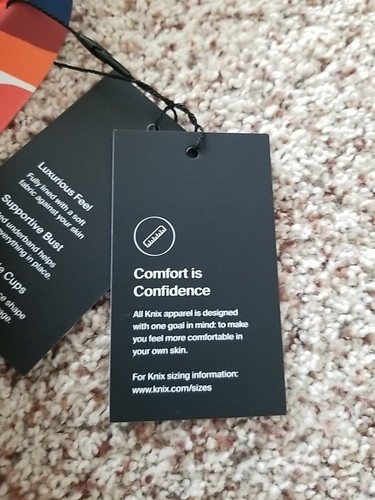 Luxurious Feel
Fully lined with a soft
fabric against your skin
Supportive Bust
underband helps
everything in place.
Cups
shape
Comfort is
Confidence
All Knix apparel is designed
with one goal in mind: to make
you feel more comfortable in
your own skin.
For Knix sizing information:
www.knix.com/sizes